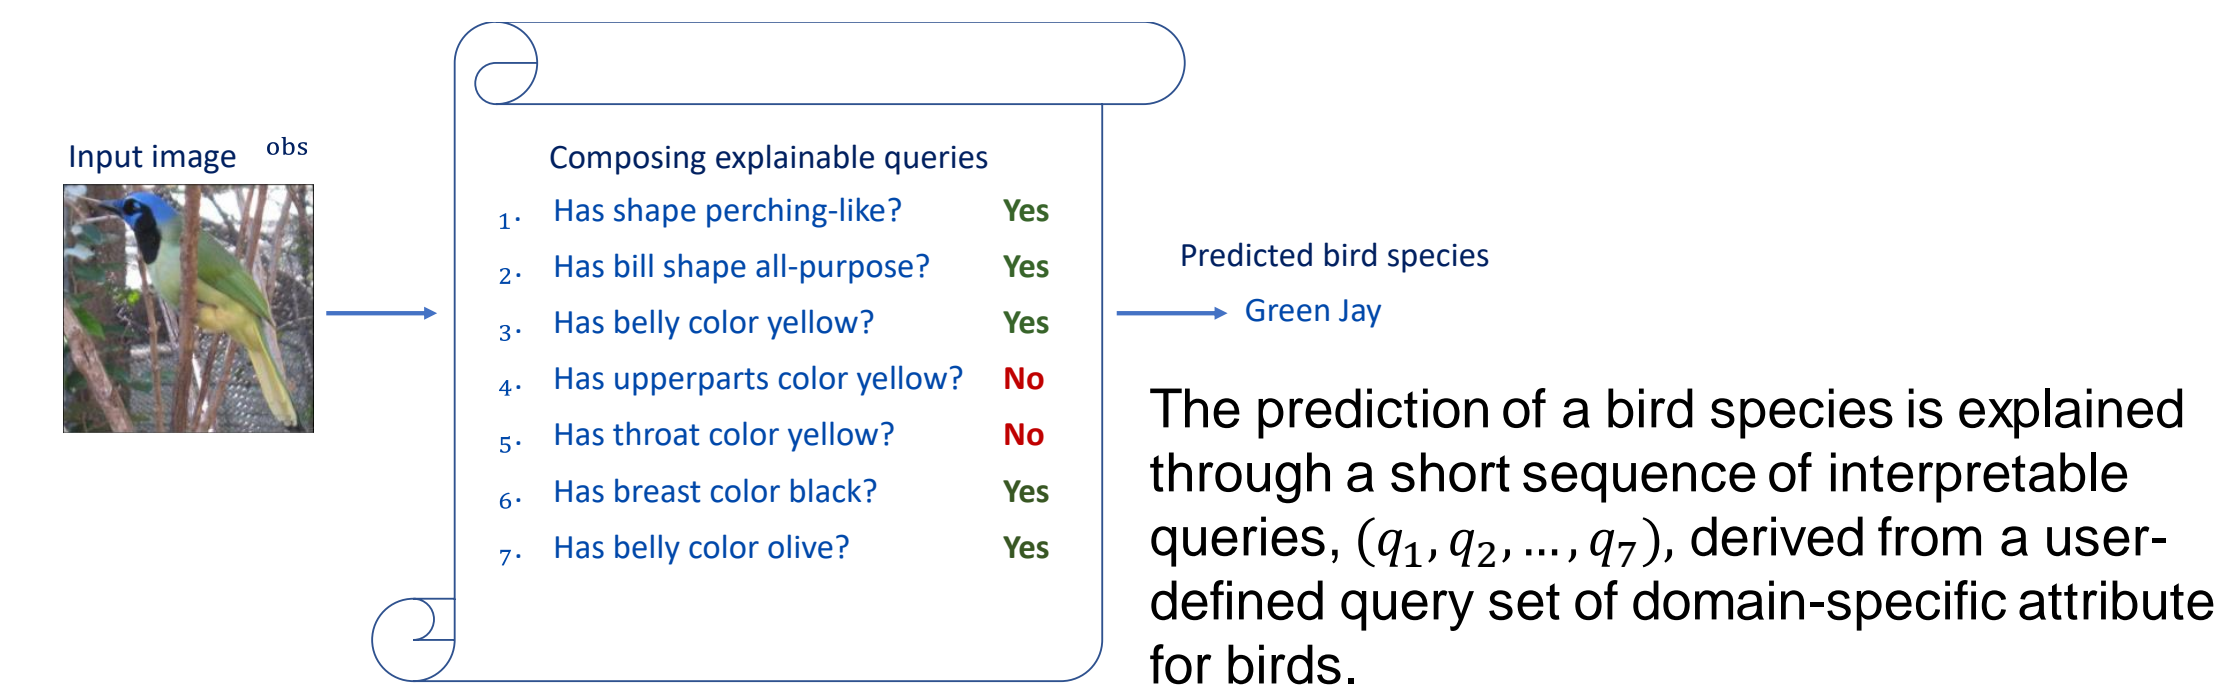 Input image obs
Composing explainable queries
1. Has shape perching-like? Yes
2. Has bill shape all-purpose? Yes
3. Has belly color yellow? Yes
4. Has upperparts color yellow? No
5. Has throat color yellow? No
6. Has breast color black? Yes
7. Has belly color olive? Yes
Predicted bird species
Green Jay
The prediction of a bird species is explained
through a short sequence of interpretable
queries, (q₁, q₂, ..., q₇), derived from a user-
defined query set of domain-specific attribute
for birds.